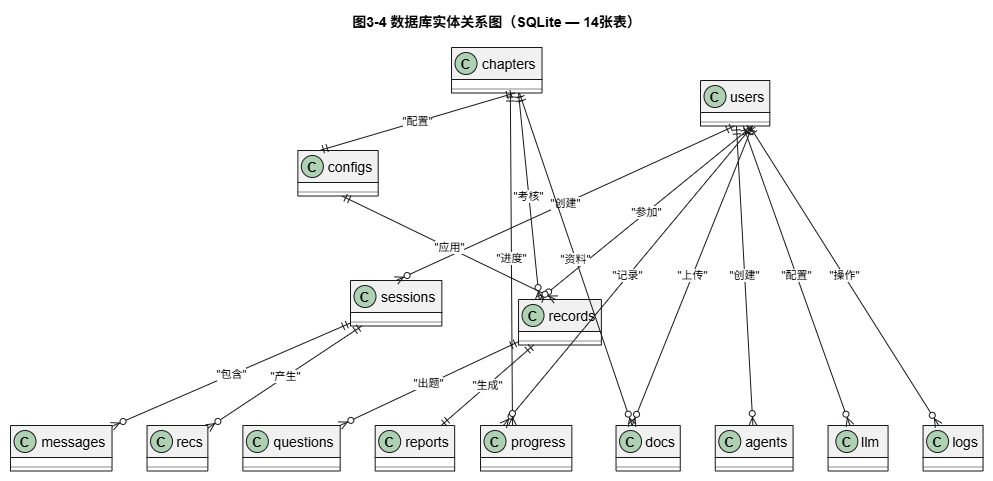 图3-4 数据库实体关系图（SQLite — 14张表）
C chapters
C users
"配置"
C configs
"考核"
"创建"
"参加"
"应用"
"进度"
"资料"
"记录"
"上传"
"创建"
"配置"
"操作"
C sessions
C records
"包含"
"产生"
"出题"
"生成"
C messages
C recs
C questions
C reports
C progress
C docs
C agents
C llm
C logs